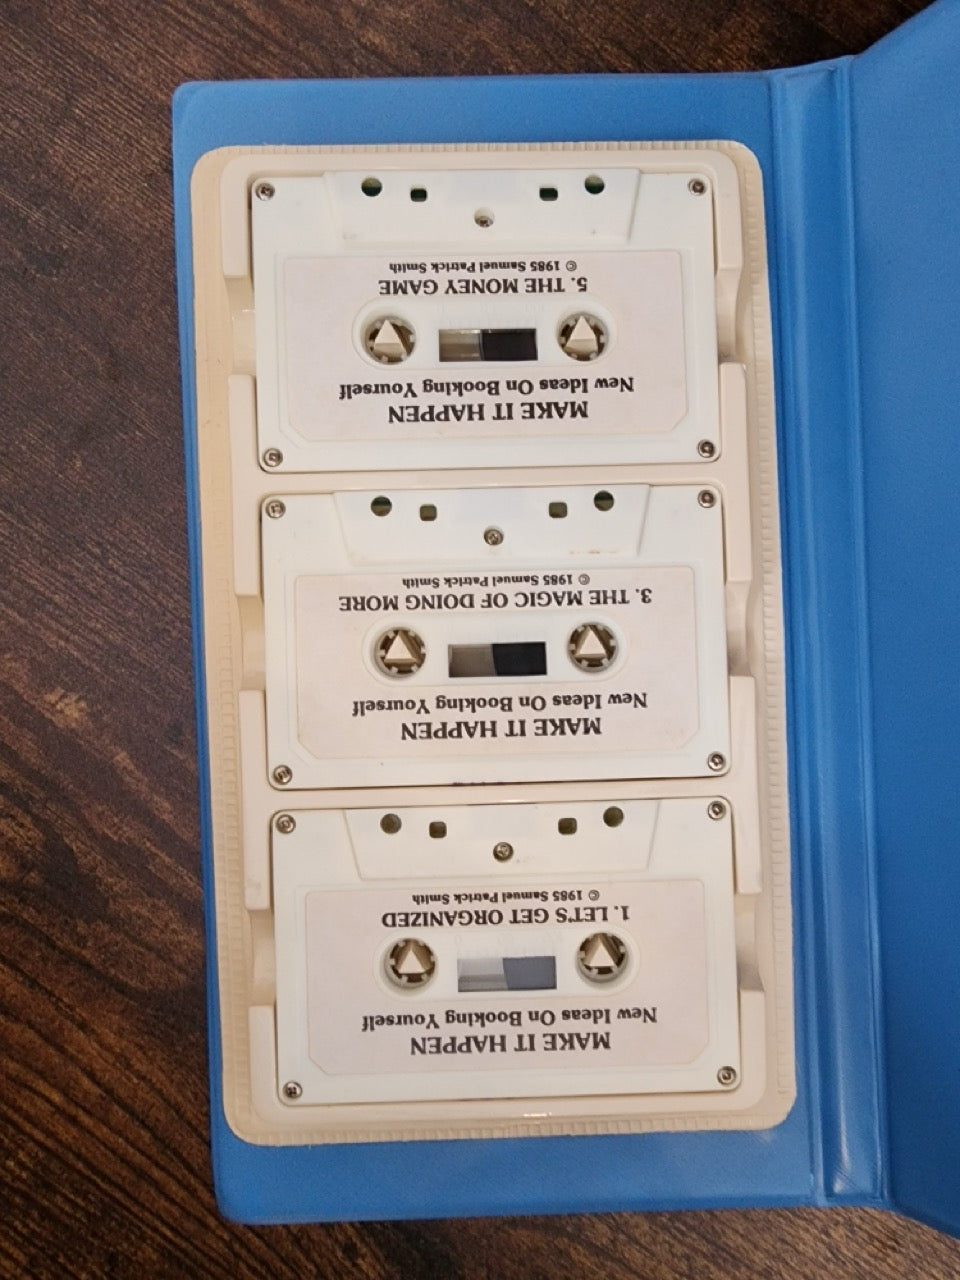 MAKE IT HAPPEN
New Ideas On Booking Yourself
1. LET'S GET ORGANIZED
© 1985 Samuel Patrick Smith
MAKE IT HAPPEN
New Ideas On Booking Yourself
3. THE MAGIC OF DOING MORE
© 1985 Samuel Patrick Smith
MAKE IT HAPPEN
New Ideas On Booking Yourself
5. THE MONEY GAME
© 1985 Samuel Patrick Smith